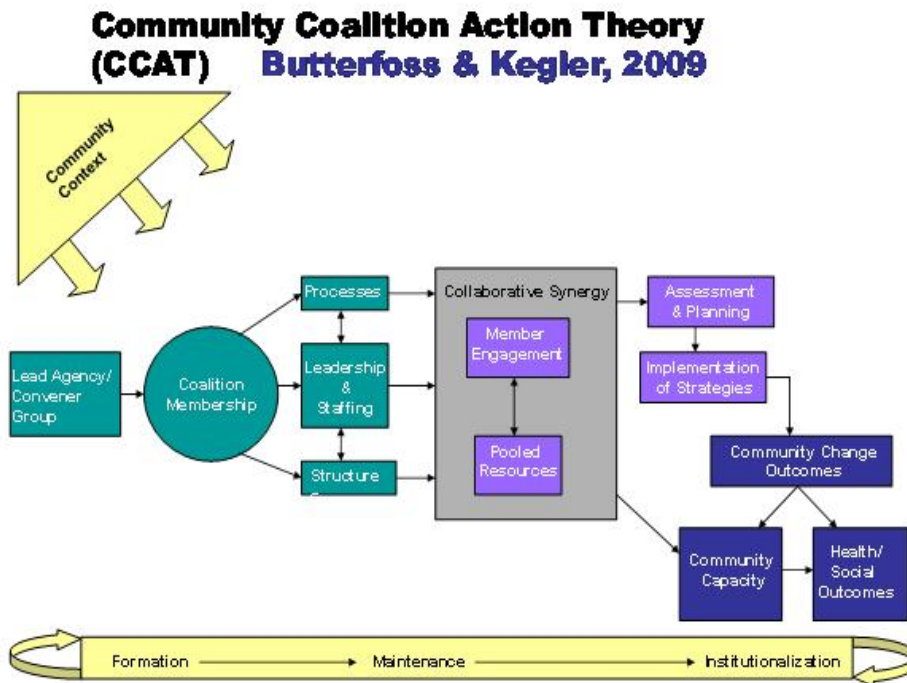 Community Coalition Action Theory
(CCAT) Butterfoss & Kegler, 2009
Community
Context
Processes
Collaborative Synergy
Assessment
& Planning
Member
Engagement
Lead Agency/
Convener
Group
Coalition
Membership
Leadership
&
Staffing
Implementation
of Strategies
Pooled
Resources
Structure
Community Change
Outcomes
Community
Capacity
Health/
Social
Outcomes
Formation
Maintenance
Institutionalization